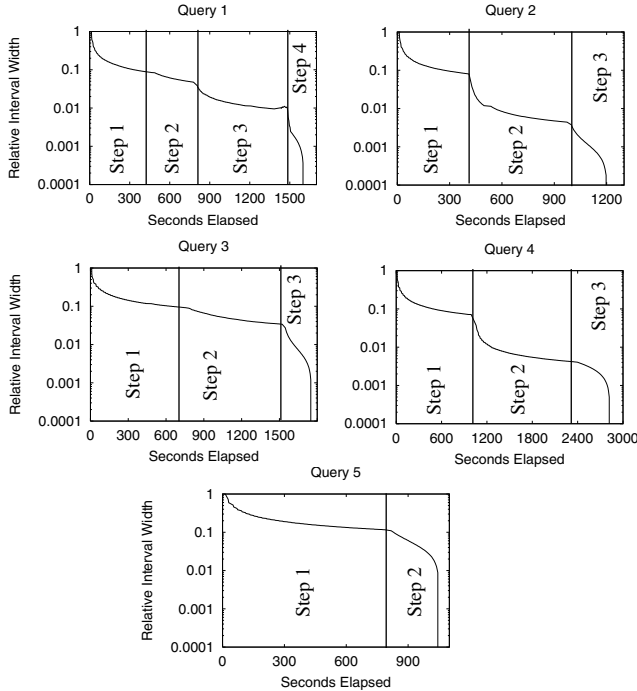 Query 1
Relative Interval Width
1
0.1
0.01
0.001
0.0001
Step 1
Step 2
Step 3
Step 4
0 300 600 900 1200 1500
Seconds Elapsed
Query 2
Relative Interval Width
1
0.1
0.01
0.001
0.0001
Step 1
Step 2
Step 3
0 300 600 900 1200
Seconds Elapsed
Query 3
Relative Interval Width
1
0.1
0.01
0.001
0.0001
Step 1
Step 2
Step 3
0 300 600 900 1200 1500
Seconds Elapsed
Query 4
Relative Interval Width
1
0.1
0.01
0.001
0.0001
Step 1
Step 2
Step 3
0 600 1200 1800 2400 3000
Seconds Elapsed
Query 5
Relative Interval Width
1
0.1
0.01
0.001
0.0001
Step 1
Step 2
0 300 600 900
Seconds Elapsed